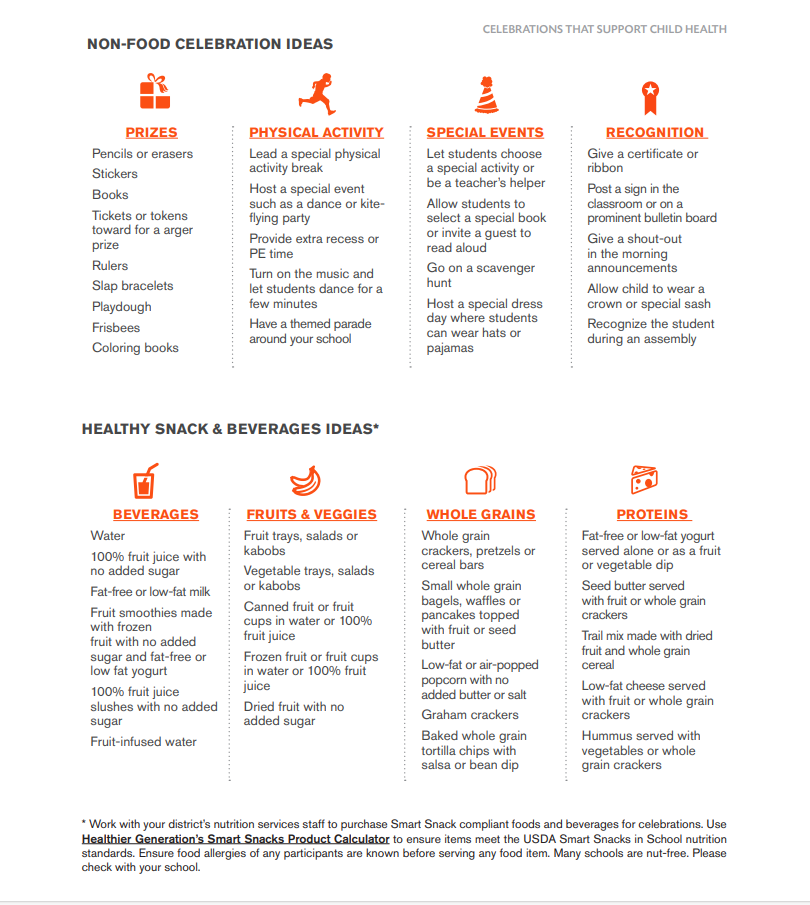 CELEBRATIONS THAT SUPPORT CHILD HEALTH
NON-FOOD CELEBRATION IDEAS
PRIZES
Pencils or erasers
Stickers
Books
Tickets or tokens
toward for a arger
prize
Rulers
Slap bracelets
Playdough
Frisbees
Coloring books
PHYSICAL ACTIVITY
Lead a special physical
activity break
Host a special event
such as a dance or kite-
flying party
Provide extra recess or
PE time
Turn on the music and
let students dance for a
few minutes
Have a themed parade
around your school
SPECIAL EVENTS
Let students choose
a special activity or
be a teacher's helper
Allow students to
select a special book
or invite a guest to
read aloud
Go on a scavenger
hunt
Host a special dress
day where students
can wear hats or
pajamas
RECOGNITION
Give a certificate or
ribbon
Post a sign in the
classroom or on a
prominent bulletin board
Give a shout-out
in the morning
announcements
Allow child to wear a
crown or special sash
Recognize the student
during an assembly
HEALTHY SNACK & BEVERAGES IDEAS*
BEVERAGES
Water
100% fruit juice with
no added sugar
Fat-free or low-fat milk
Fruit smoothies made
with frozen
fruit with no added
sugar and fat-free or
low fat yogurt
100% fruit juice
slushes with no added
sugar
Fruit-infused water
FRUITS & VEGGIES
Fruit trays, salads or
kabobs
Vegetable trays, salads
or kabobs
Canned fruit or fruit
cups in water or 100%
fruit juice
Frozen fruit or fruit cups
in water or 100% fruit
juice
Dried fruit with no
added sugar
WHOLE GRAINS
Whole grain
crackers, pretzels or
cereal bars
Small whole grain
bagels, waffles or
pancakes topped
with fruit or seed
butter
Low-fat or air-popped
popcorn with no
added butter or salt
Graham crackers
Baked whole grain
tortilla chips with
salsa or bean dip
PROTEINS
Fat-free or low-fat yogurt
served alone or as a fruit
or vegetable dip
Seed butter served
with fruit or whole grain
crackers
Trail mix made with dried
fruit and whole grain
cereal
Low-fat cheese served
with fruit or whole grain
crackers
Hummus served with
vegetables or whole
grain crackers
* Work with your district's nutrition services staff to purchase Smart Snack compliant foods and beverages for celebrations. Use
Healthier Generation's Smart Snacks Product Calculator to ensure items meet the USDA Smart Snacks in School nutrition
standards. Ensure food allergies of any participants are known before serving any food item. Many schools are nut-free. Please
check with your school.